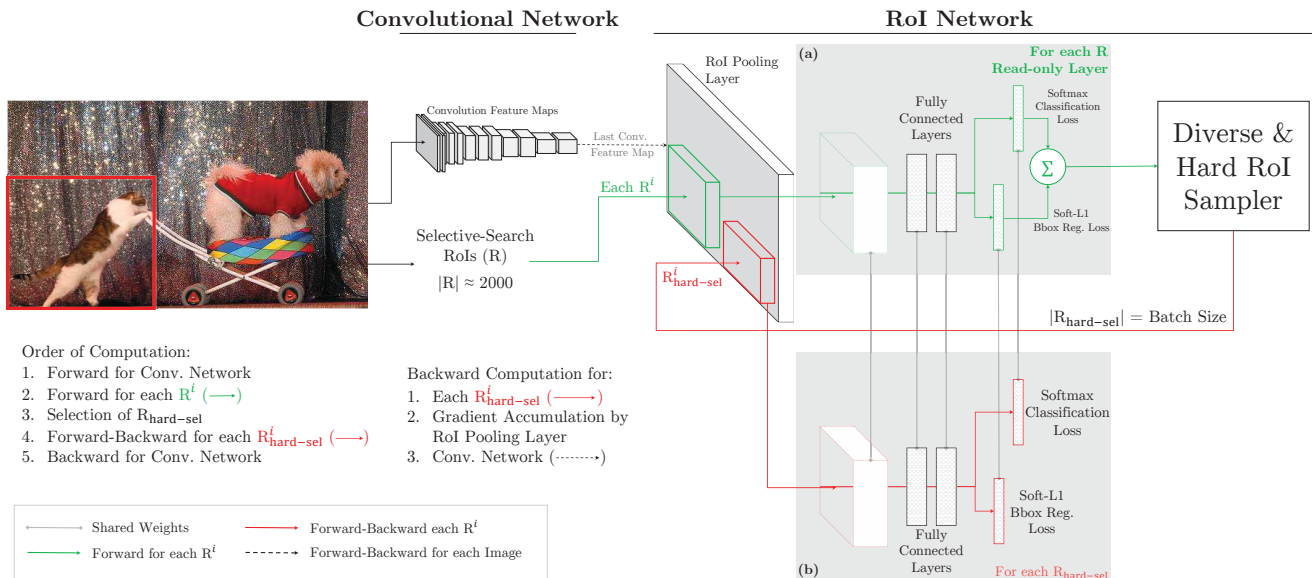 Convolutional Network
RoI Network
(a)
For each R
Read-only Layer
RoI Pooling
Layer
Convolution Feature Maps
Last Conv.
Feature Map
Fully
Connected
Layers
Softmax
Classification
Loss
Σ
Soft-L1
Bbox Reg. Loss
Diverse &
Hard RoI
Sampler
Each R^i
Selective-Search
RoIs (R)
|R| ≈ 2000
R^i_hard−sel
|R_hard−sel| = Batch Size
Order of Computation:
1. Forward for Conv. Network
2. Forward for each R^i (⟶)
3. Selection of R_hard−sel
4. Forward-Backward for each R^i_hard−sel (⟶)
5. Backward for Conv. Network
Backward Computation for:
1. Each R^i_hard−sel (⟶)
2. Gradient Accumulation by
RoI Pooling Layer
3. Conv. Network (⤏)
Softmax
Classification
Loss
Soft-L1
Bbox Reg.
Loss
Fully
Connected
Layers
(b)
For each R_hard−sel
Shared Weights
Forward-Backward each R^i
Forward for each R^i
Forward-Backward for each Image